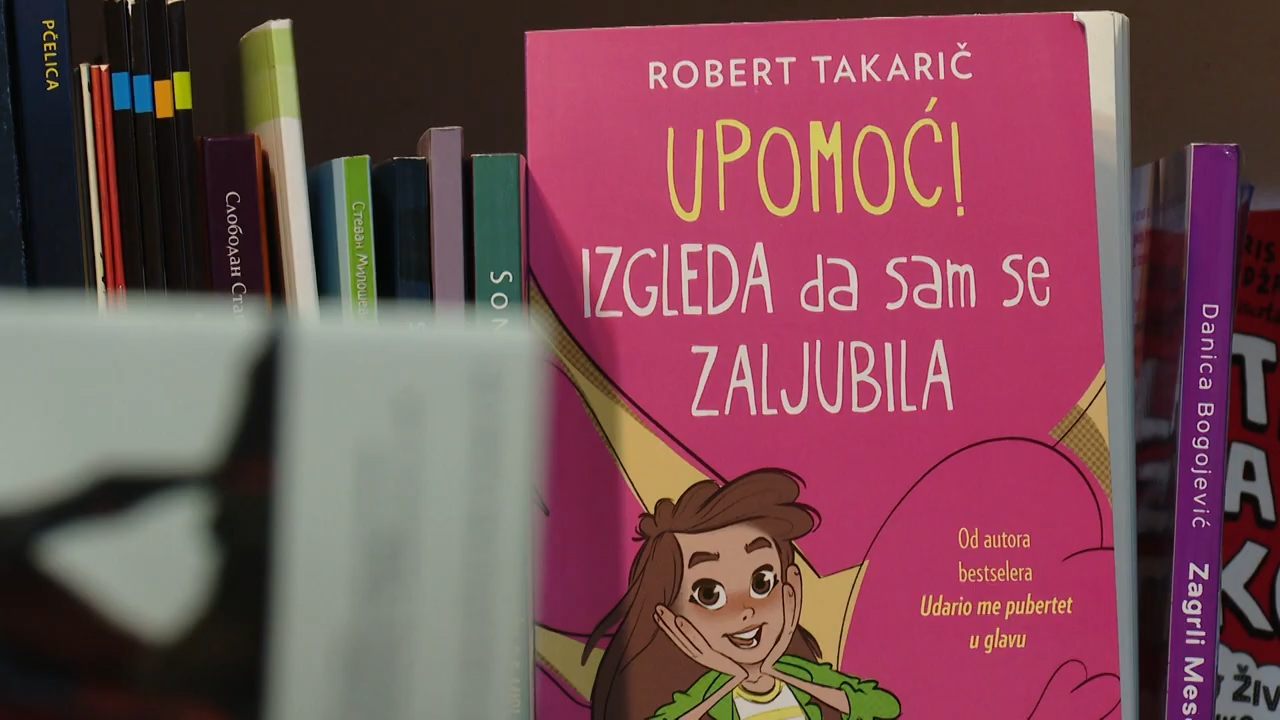 PČELICA
Слободан Ста
Стеван Милошев
SON
ROBERT TAKARIČ
UPOMOĆ!
IZGLEDA da sam se
ZALJUBILA
Od autora
bestselera
Udario me pubertet
u glavu
Danica Bogojević Zagrli Mes